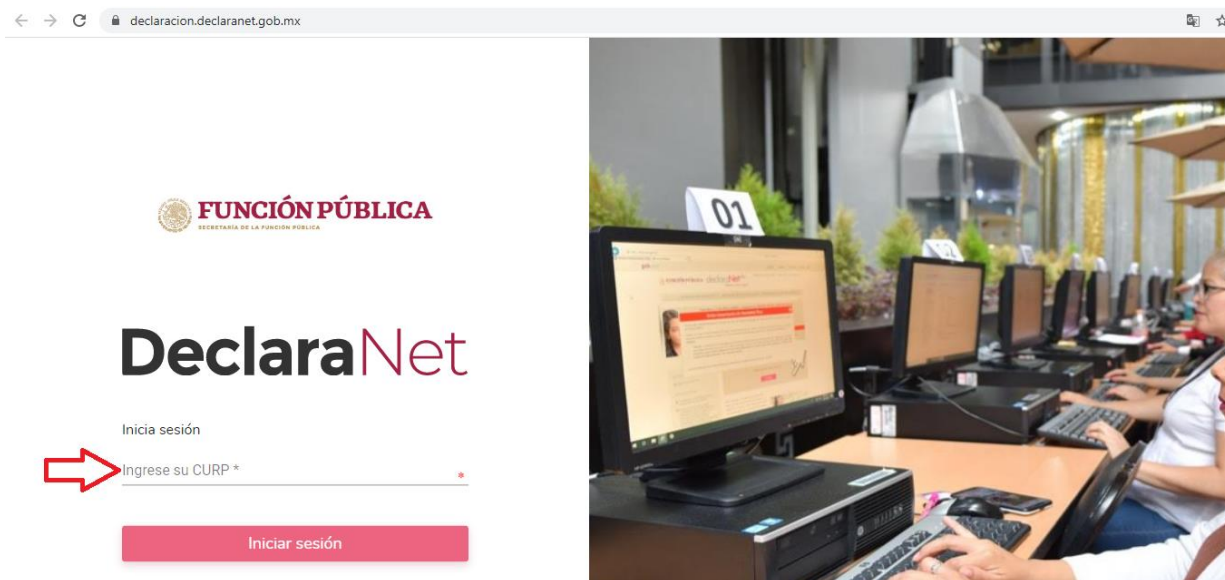 declaracion.declaranet.gob.mx
FUNCIÓN PÚBLICA
SECRETARÍA DE LA FUNCIÓN PÚBLICA
DeclaraNet
Inicia sesión
Ingrese su CURP *
*
Iniciar sesión
01
declaraNet